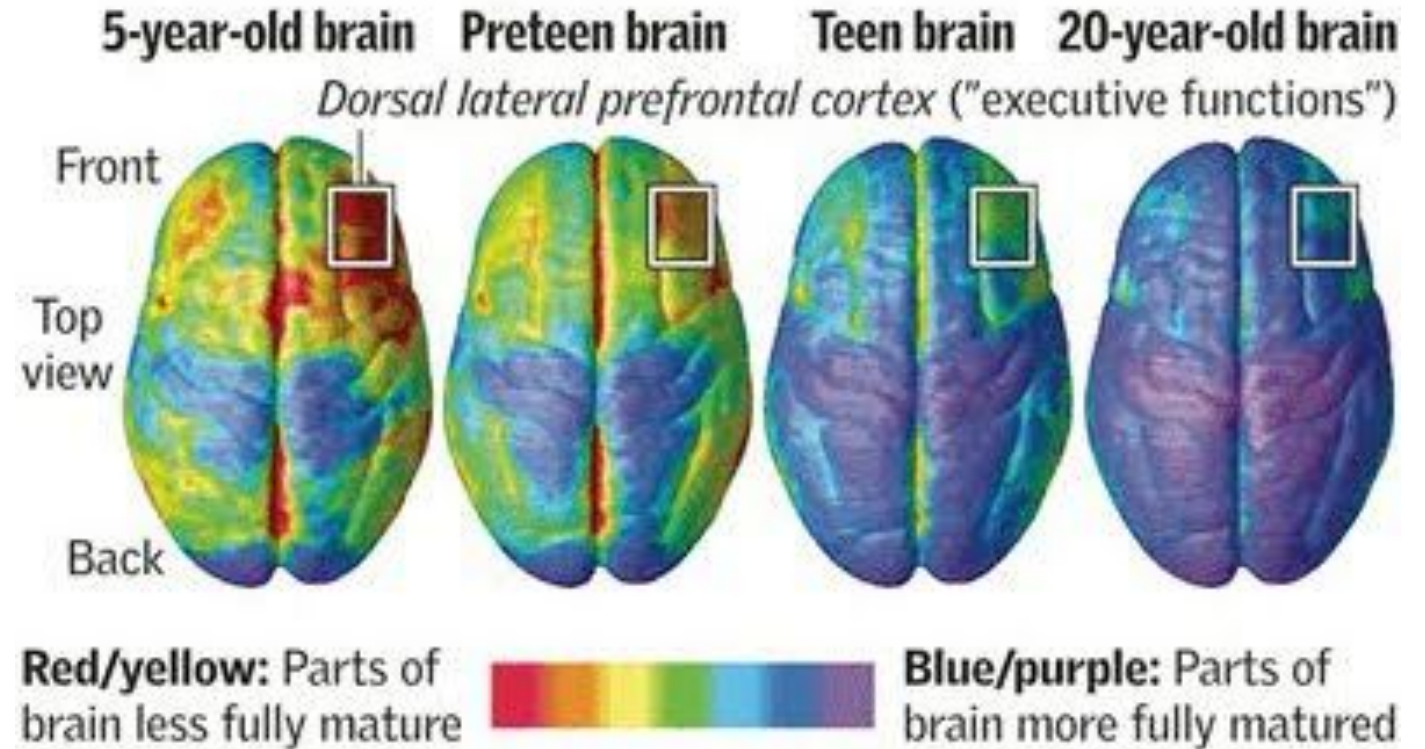 5-year-old brain Preteen brain Teen brain 20-year-old brain
Dorsal lateral prefrontal cortex ("executive functions")
Front
Top
view
Back
Red/yellow: Parts of
brain less fully mature
Blue/purple: Parts of
brain more fully matured